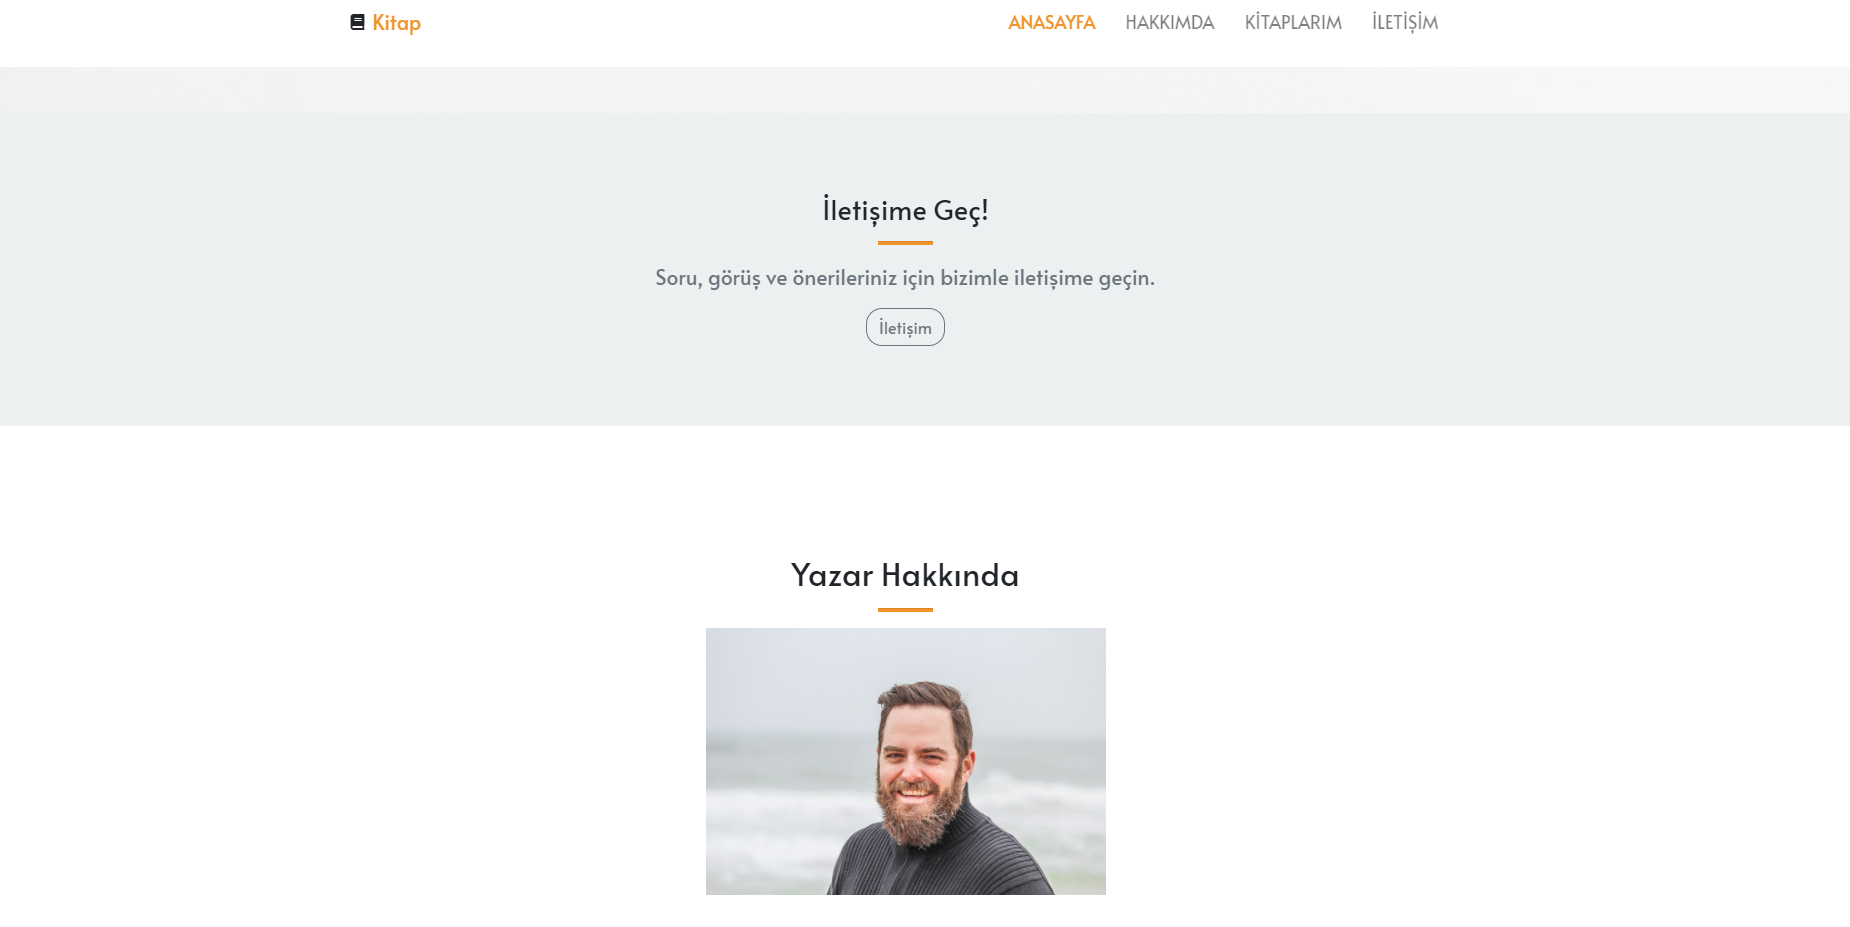 Kitap
ANASAYFA HAKKIMDA KİTAPLARIM İLETİŞİM
İletişime Geç!
Soru, görüş ve önerileriniz için bizimle iletişime geçin.
İletişim
Yazar Hakkında